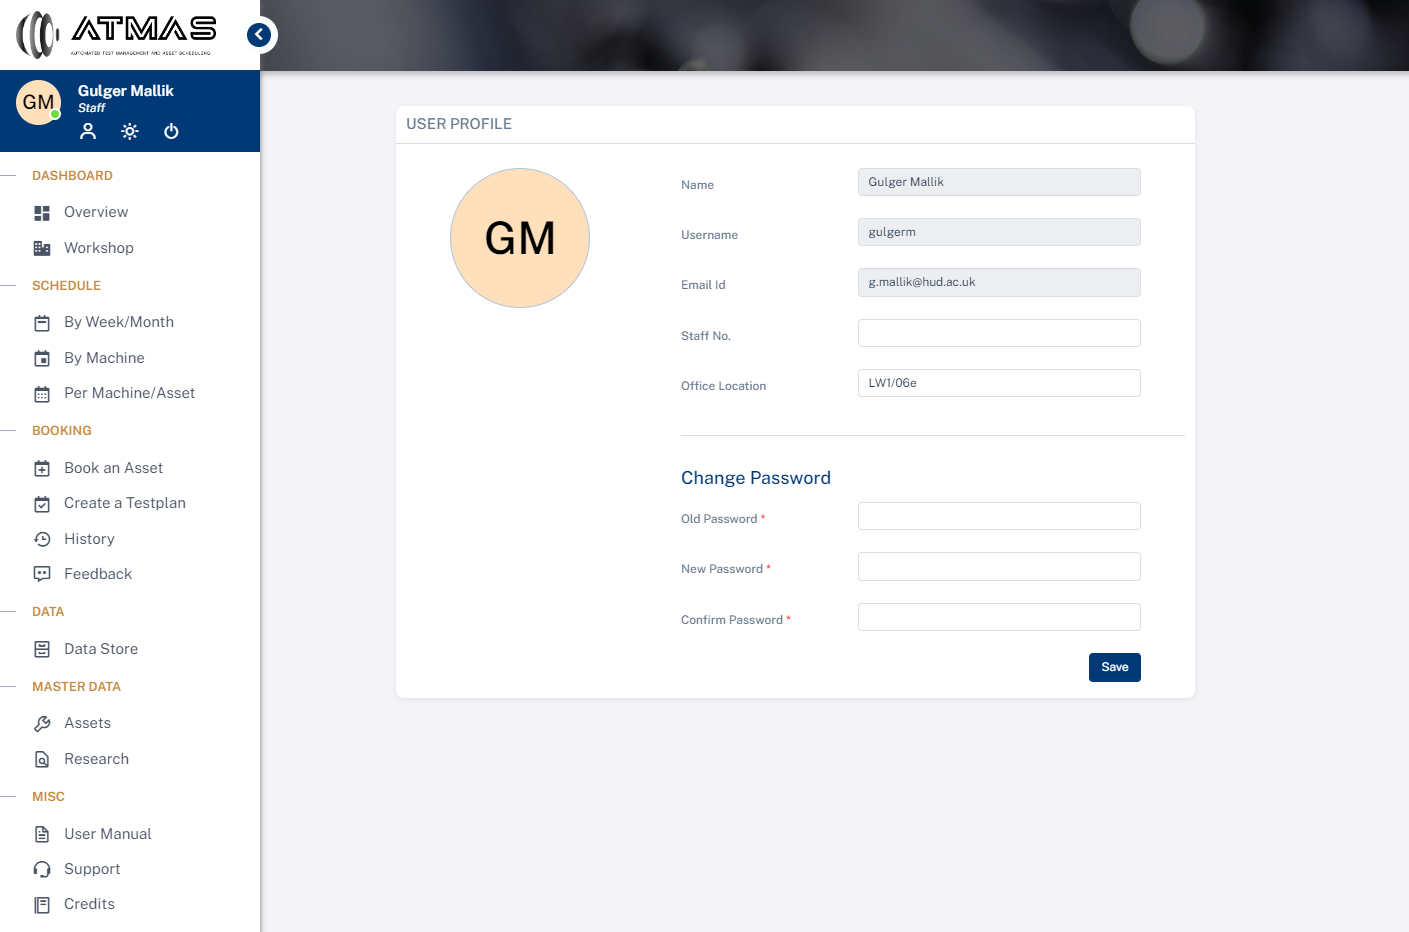 ATMAS
AUTOMATED TEST MANAGEMENT AND ASSET SCHEDULING
GM
Gulger Mallik
Staff
DASHBOARD
Overview
Workshop
SCHEDULE
By Week/Month
By Machine
Per Machine/Asset
BOOKING
Book an Asset
Create a Testplan
History
Feedback
DATA
Data Store
MASTER DATA
Assets
Research
MISC
User Manual
Support
Credits
USER PROFILE
GM
Name
Gulger Mallik
Username
gulgerm
Email Id
g.mallik@hud.ac.uk
Staff No.
Office Location
LW1/06e
Change Password
Old Password *
New Password *
Confirm Password *
Save